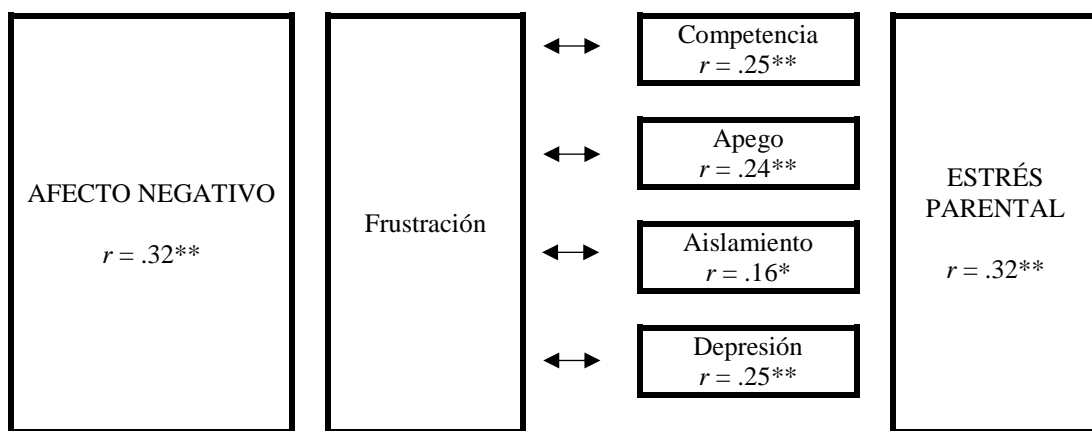 AFECTO NEGATIVO
r = .32**
Frustración
Competencia
r = .25**
Apego
r = .24**
Aislamiento
r = .16*
Depresión
r = .25**
ESTRÉS
PARENTAL
r = .32**